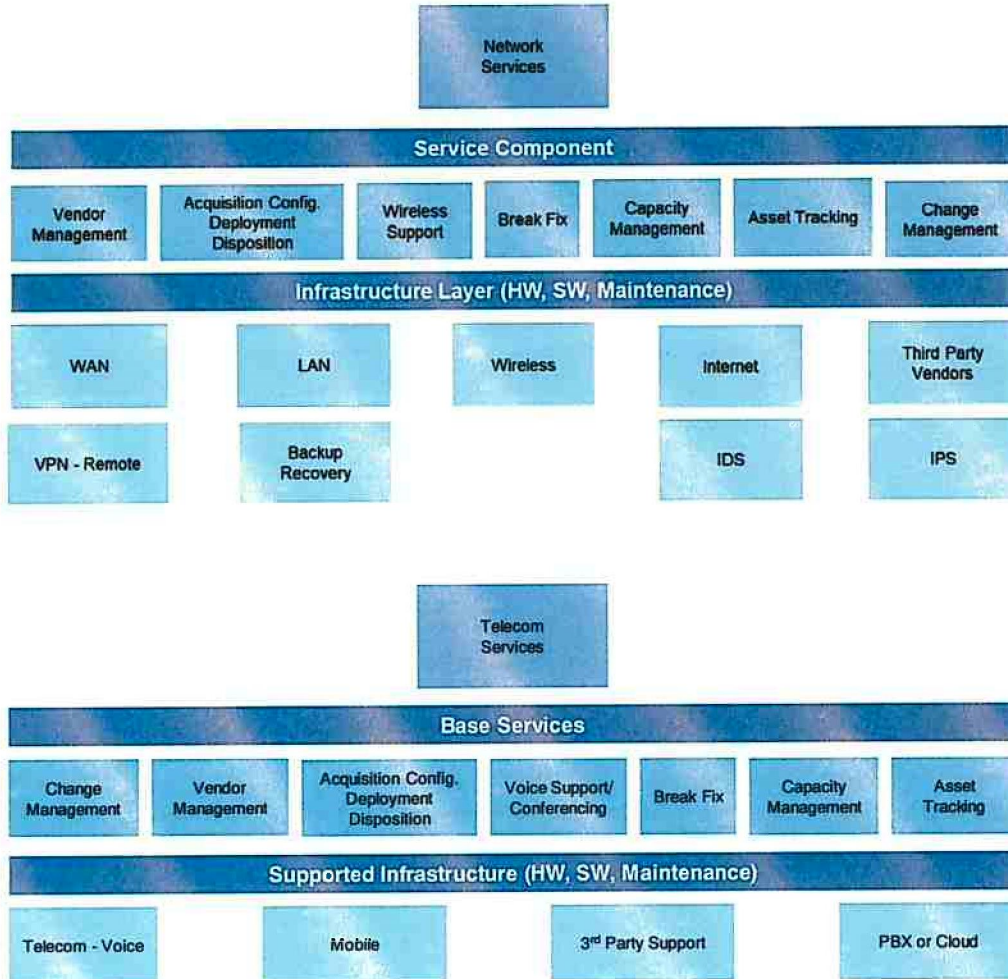 Network
Services
Service Component
Vendor
Management
Acquisition Config.
Deployment
Disposition
Wireless
Support
Break Fix
Capacity
Management
Asset Tracking
Change
Management
Infrastructure Layer (HW, SW, Maintenance)
WAN
LAN
Wireless
Internet
Third Party
Vendors
VPN - Remote
Backup
Recovery
IDS
IPS
Telecom
Services
Base Services
Change
Management
Vendor
Management
Acquisition Config.
Deployment
Disposition
Voice Support/
Conferencing
Break Fix
Capacity
Management
Asset
Tracking
Supported Infrastructure (HW, SW, Maintenance)
Telecom - Voice
Mobile
3rd Party Support
PBX or Cloud